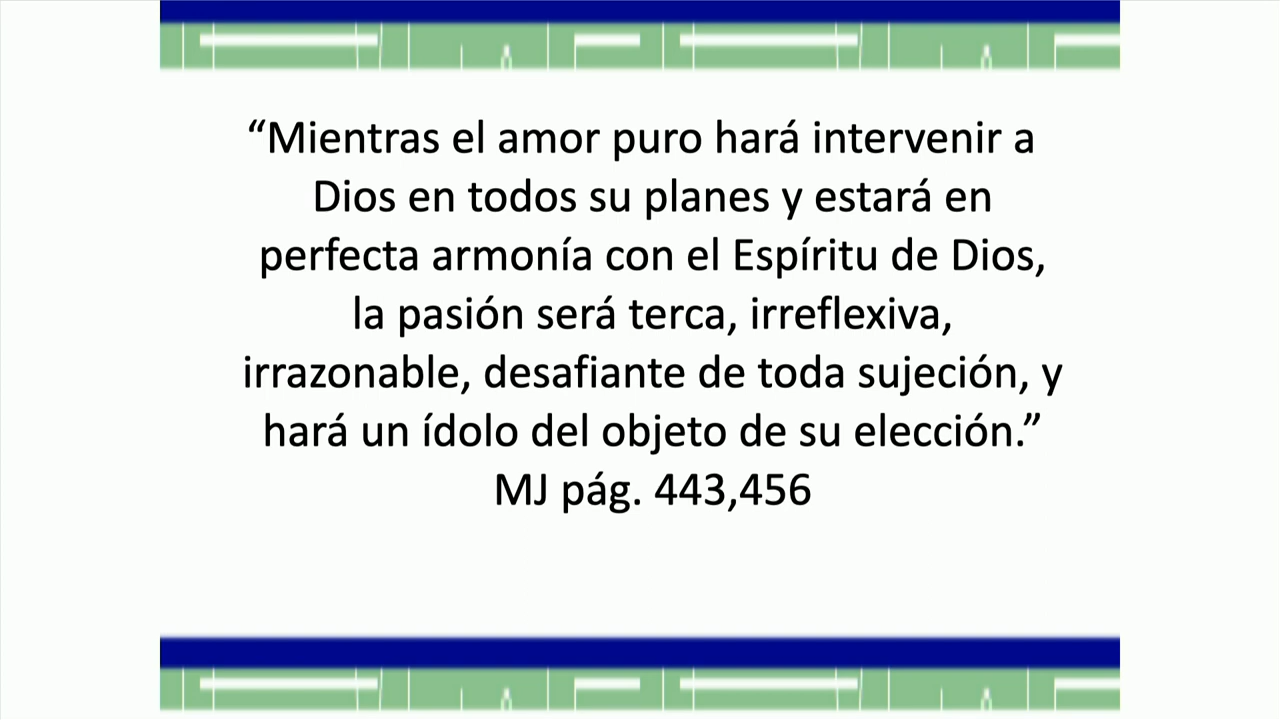 “Mientras el amor puro hará intervenir a
Dios en todos su planes y estará en
perfecta armonía con el Espíritu de Dios,
la pasión será terca, irreflexiva,
irrazonable, desafiante de toda sujeción, y
hará un ídolo del objeto de su elección.”
MJ pág. 443,456